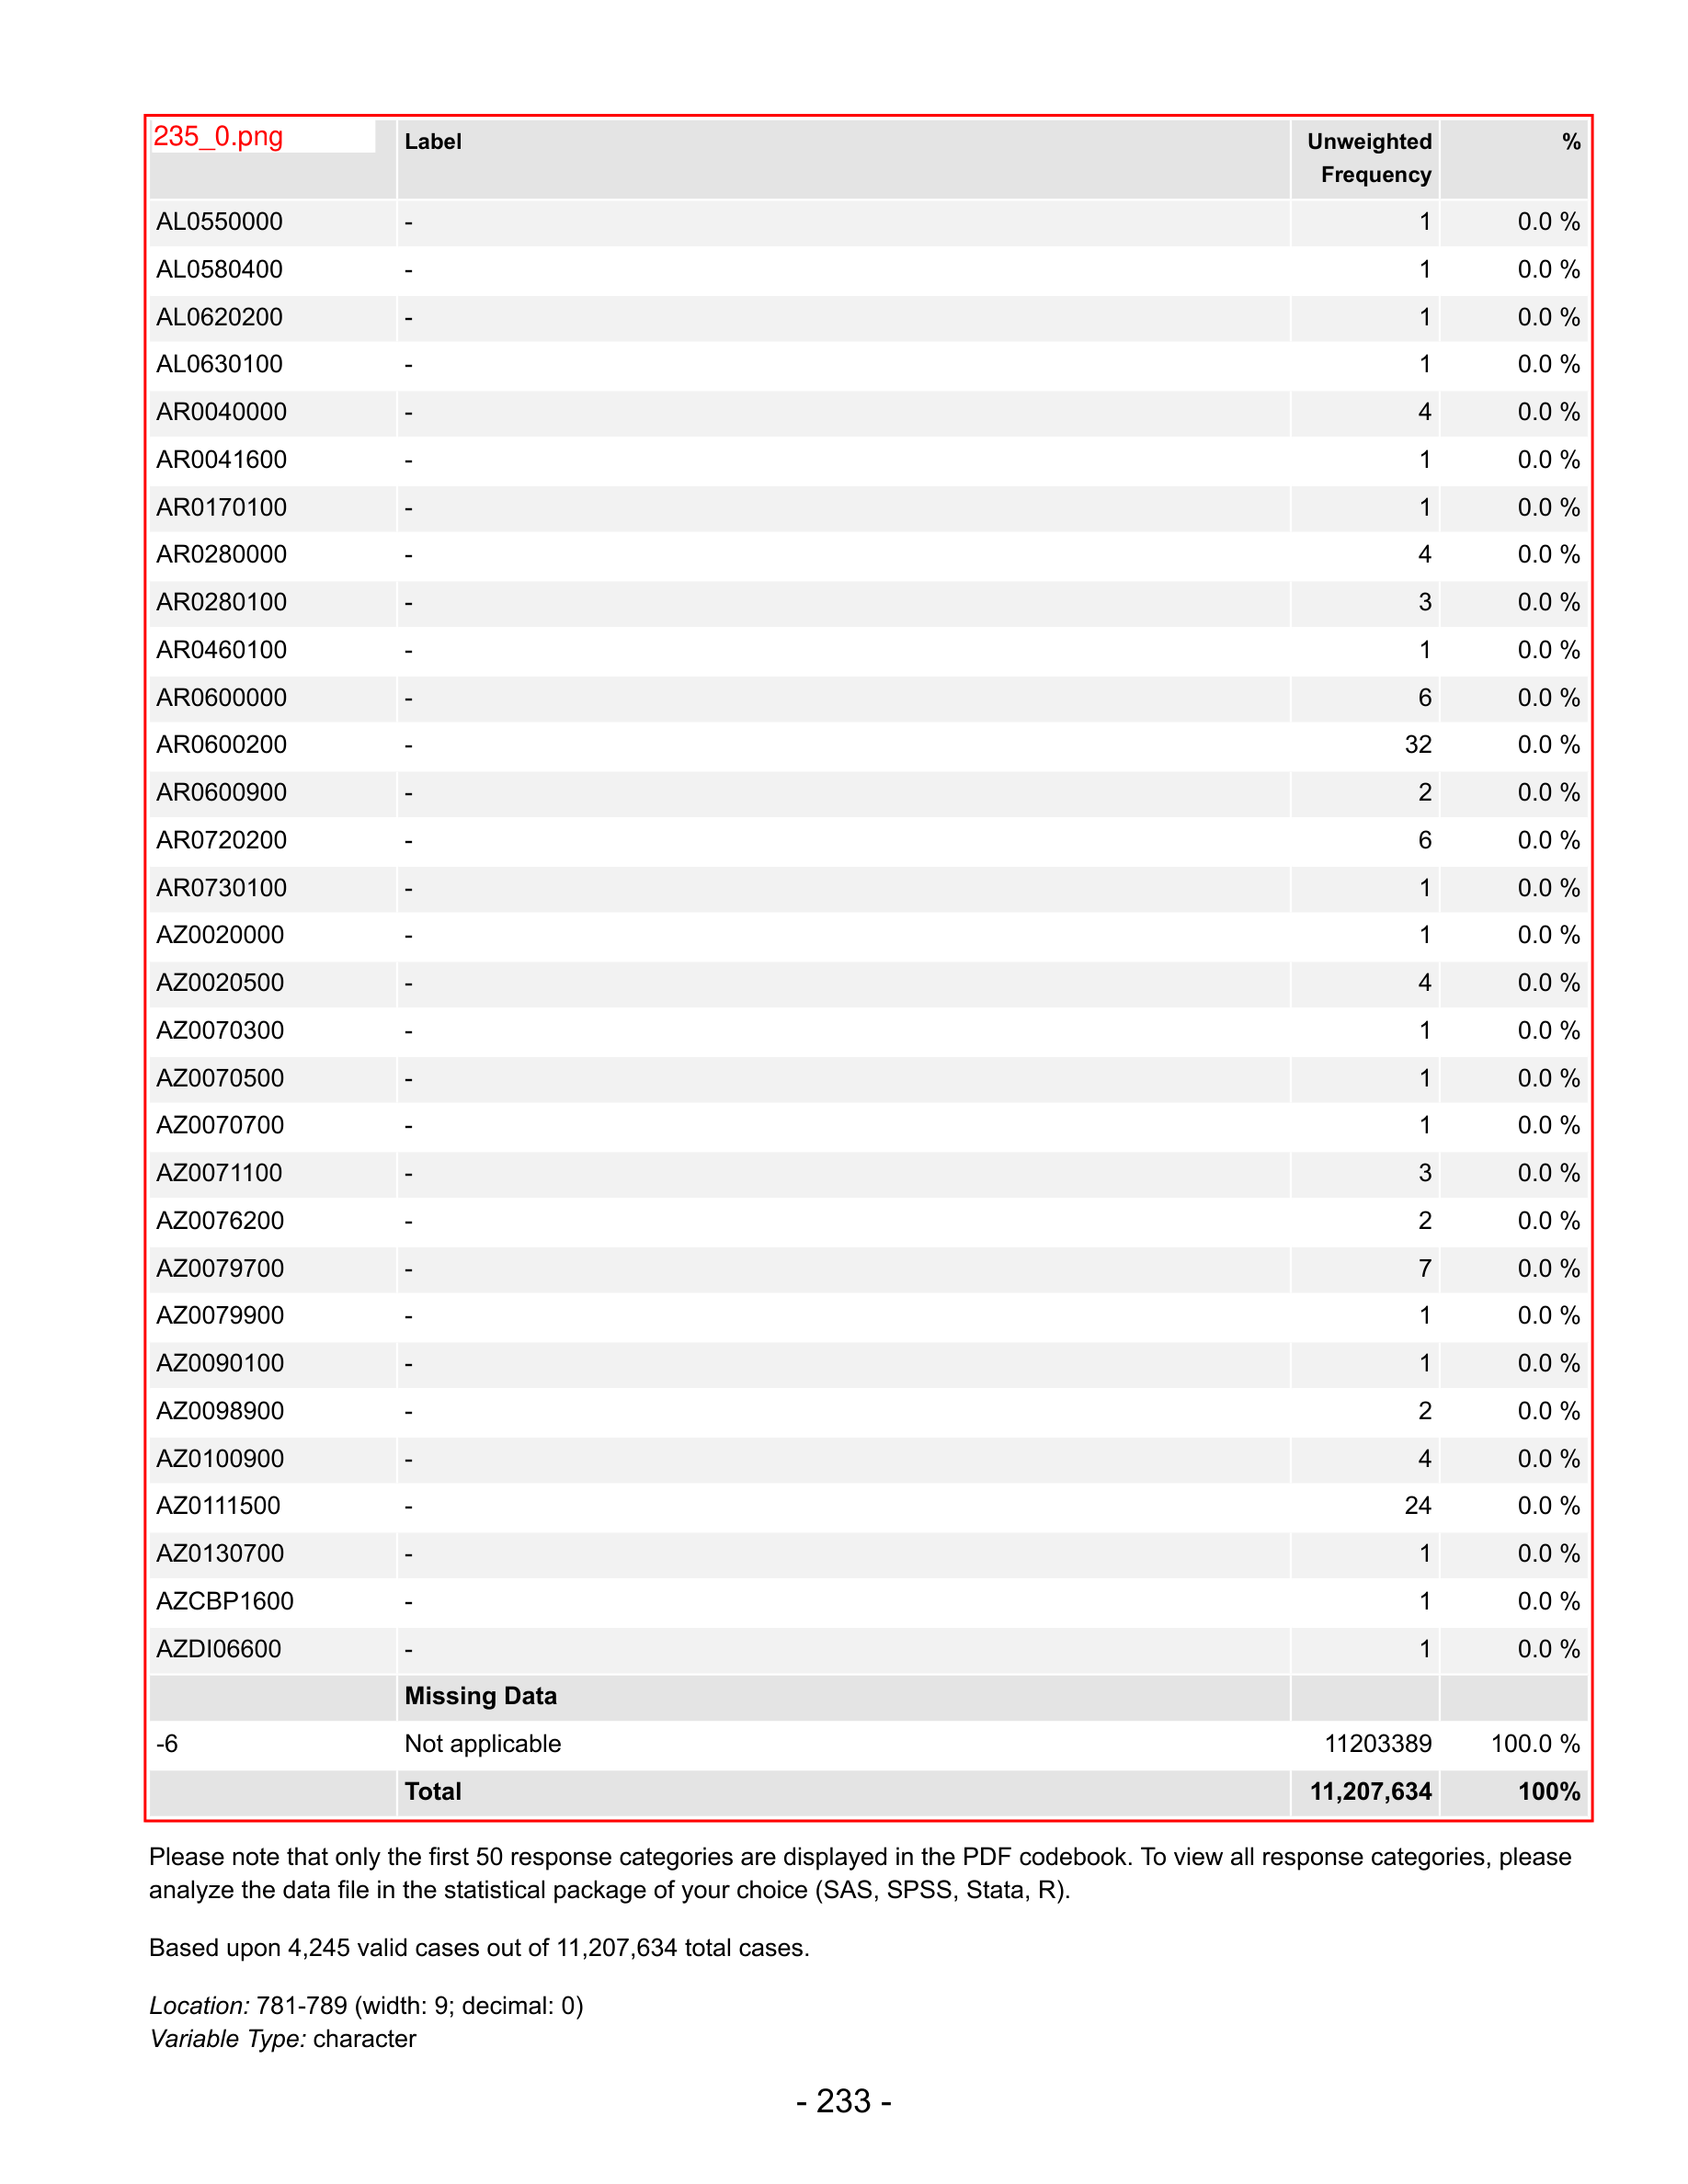 235_0.png Label Unweighted Frequency %
AL0550000 - 1 0.0 %
AL0580400 - 1 0.0 %
AL0620200 - 1 0.0 %
AL0630100 - 1 0.0 %
AR0040000 - 4 0.0 %
AR0041600 - 1 0.0 %
AR0170100 - 1 0.0 %
AR0280000 - 4 0.0 %
AR0280100 - 3 0.0 %
AR0460100 - 1 0.0 %
AR0600000 - 6 0.0 %
AR0600200 - 32 0.0 %
AR0600900 - 2 0.0 %
AR0720200 - 6 0.0 %
AR0730100 - 1 0.0 %
AZ0020000 - 1 0.0 %
AZ0020500 - 4 0.0 %
AZ0070300 - 1 0.0 %
AZ0070500 - 1 0.0 %
AZ0070700 - 1 0.0 %
AZ0071100 - 3 0.0 %
AZ0076200 - 2 0.0 %
AZ0079700 - 7 0.0 %
AZ0079900 - 1 0.0 %
AZ0090100 - 1 0.0 %
AZ0098900 - 2 0.0 %
AZ0100900 - 4 0.0 %
AZ0111500 - 24 0.0 %
AZ0130700 - 1 0.0 %
AZCBP1600 - 1 0.0 %
AZDI06600 - 1 0.0 %
Missing Data
-6 Not applicable 11203389 100.0 %
Total 11,207,634 100%
Please note that only the first 50 response categories are displayed in the PDF codebook. To view all response categories, please
analyze the data file in the statistical package of your choice (SAS, SPSS, Stata, R).
Based upon 4,245 valid cases out of 11,207,634 total cases.
Location: 781-789 (width: 9; decimal: 0)
Variable Type: character
- 233 -